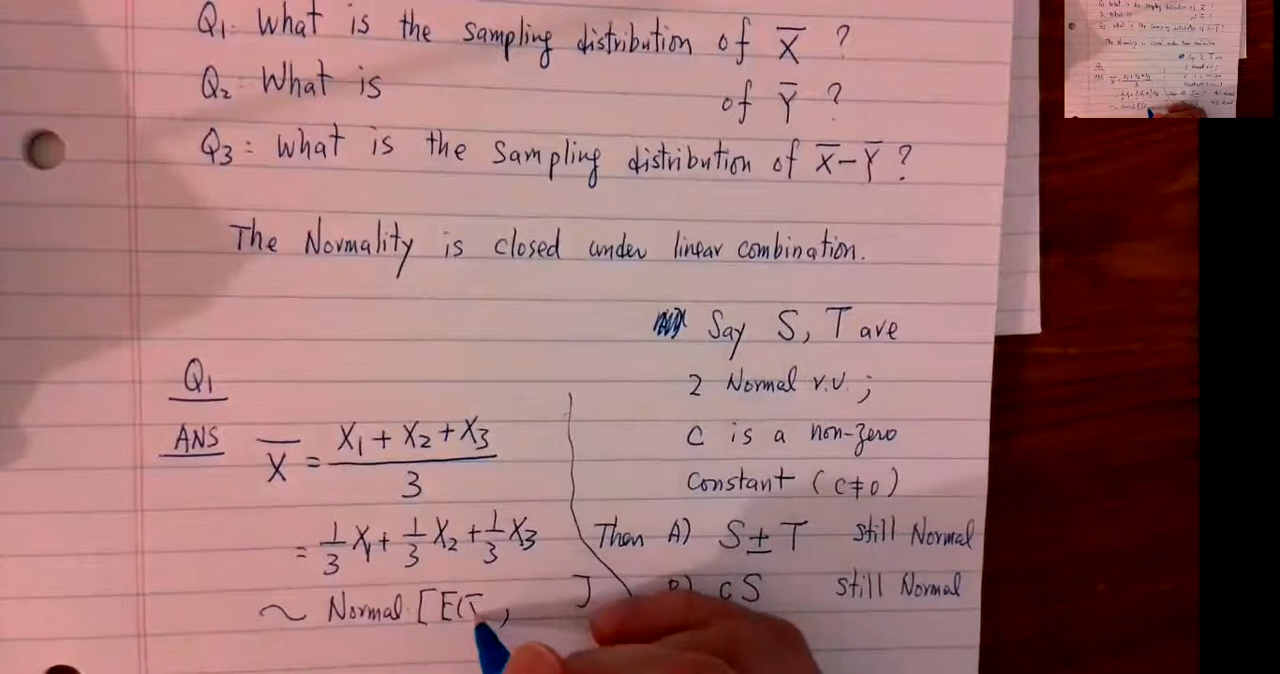 Q1: What is the sampling distribution of X̅ ?
Q2: What is of Y̅ ?
Q3: What is the sampling distribution of X̅-Y̅ ?
The Normality is closed under linear combination.
Say S, T are
2 Normal r.v. ;
C is a non-zero
Constant (C≠0)
Then A) S±T still Normal
B) cS still Normal
Q1
ANS X̅ = (X1 + X2 + X3) / 3
= 1/3 X1 + 1/3 X2 + 1/3 X3
~ Normal [E( , ]